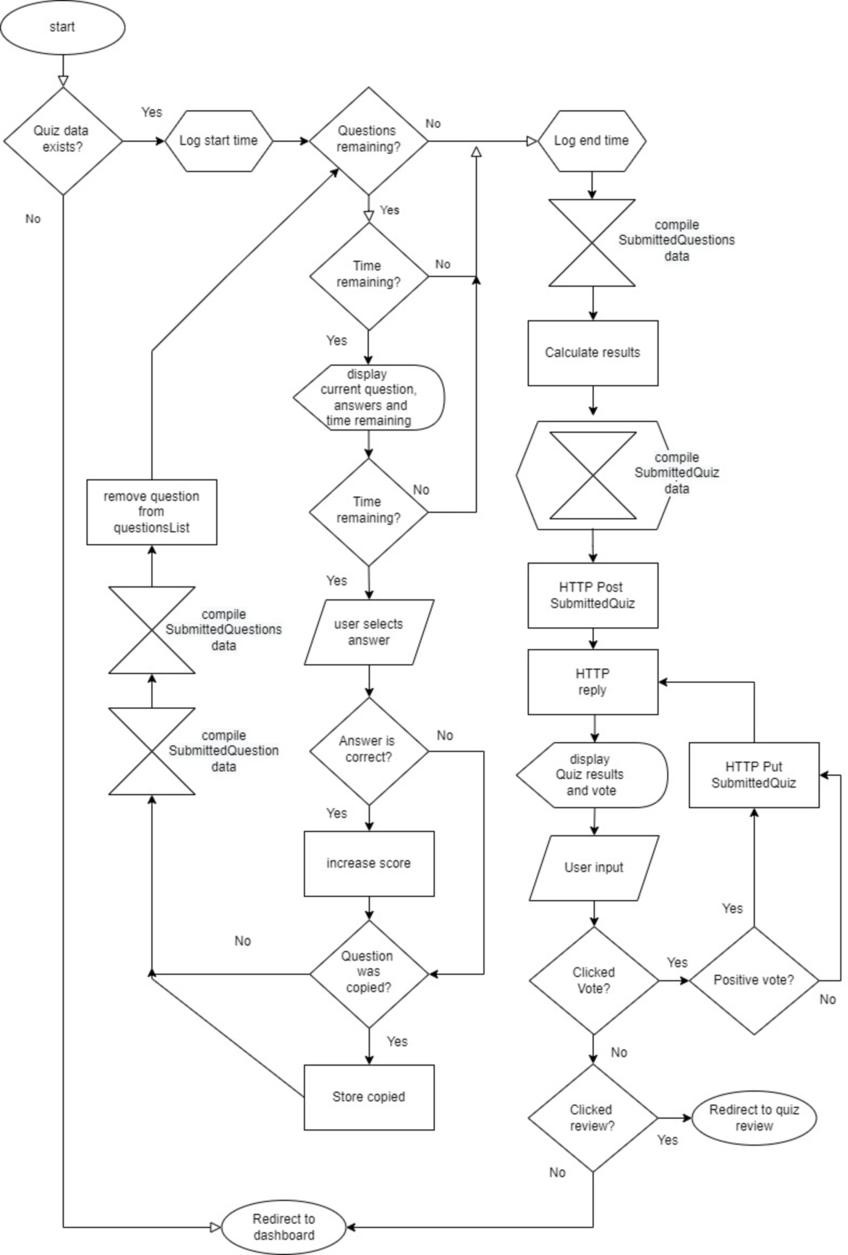 start
Quiz data
exists?
Yes
No
Log start time
Questions
remaining?
No
Yes
Log end time
Time
remaining?
No
Yes
display
current question,
answers and
time remaining
Time
remaining?
No
Yes
user selects
answer
Answer is
correct?
No
Yes
increase score
Question
was
copied?
No
Yes
Store copied
compile
SubmittedQuestion
data
compile
SubmittedQuestions
data
remove question
from
questionsList
compile
SubmittedQuestions
data
Calculate results
compile
SubmittedQuiz
data
HTTP Post
SubmittedQuiz
HTTP
reply
display
Quiz results
and vote
User input
Clicked
Vote?
Yes
No
Positive vote?
Yes
No
HTTP Put
SubmittedQuiz
Clicked
review?
Yes
No
Redirect to quiz
review
Redirect to
dashboard